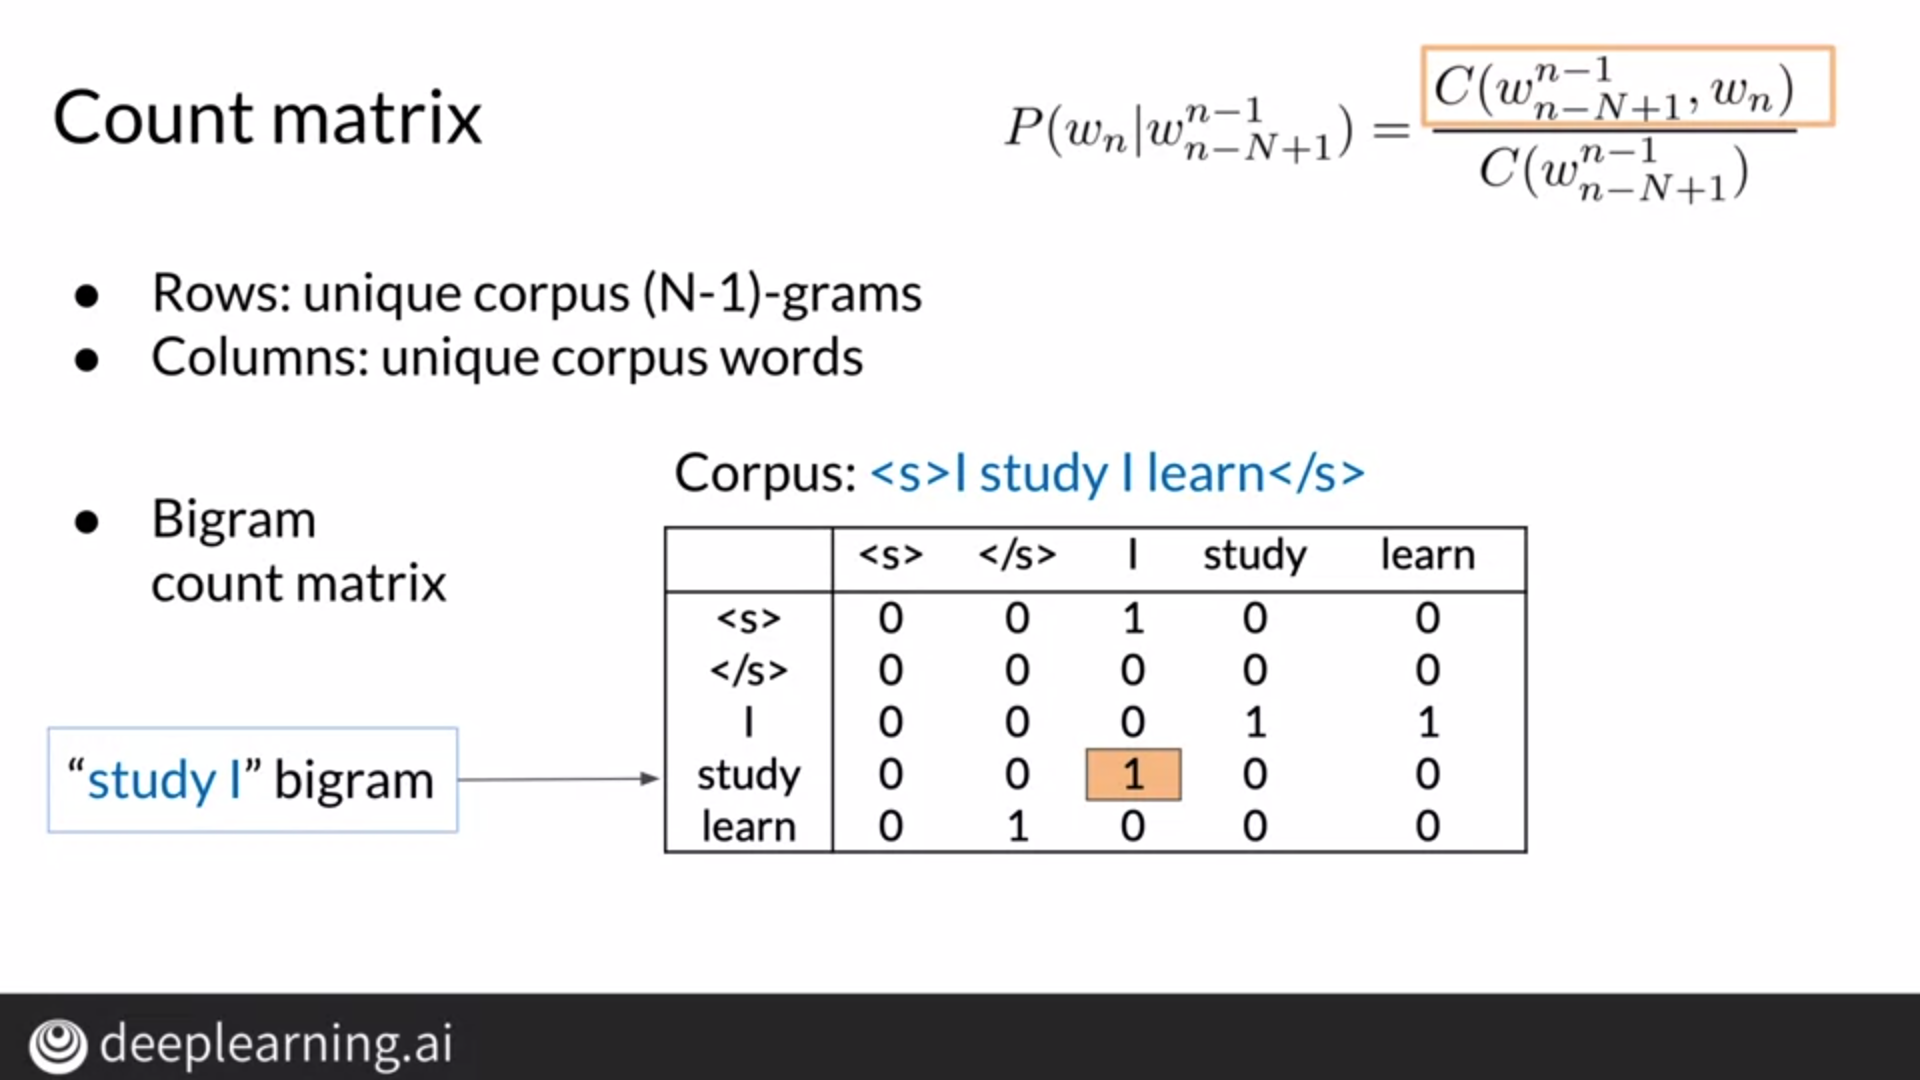 Count matrix
P(w_n|w_{n-N+1}^{n-1}) = C(w_{n-N+1}^{n-1}, w_n) / C(w_{n-N+1}^{n-1})
● Rows: unique corpus (N-1)-grams
● Columns: unique corpus words
● Bigram
count matrix
Corpus: <s>I study I learn</s>
<s> </s> I study learn
<s> 0 0 1 0 0
</s> 0 0 0 0 0
I 0 0 0 1 1
study 0 0 1 0 0
learn 0 1 0 0 0
“study I” bigram
deeplearning.ai